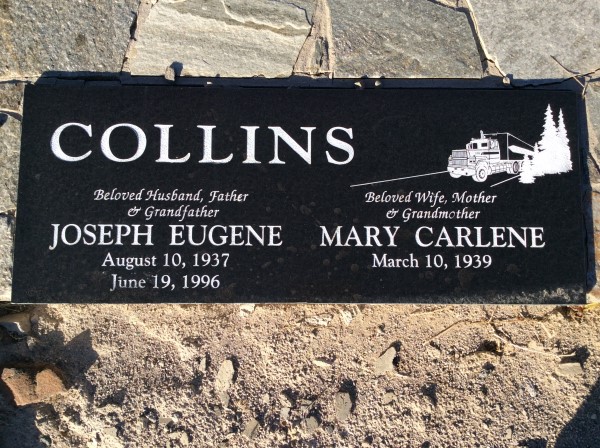 COLLINS
Beloved Husband, Father
& Grandfather
JOSEPH EUGENE
August 10, 1937
June 19, 1996
Beloved Wife, Mother
& Grandmother
MARY CARLENE
March 10, 1939